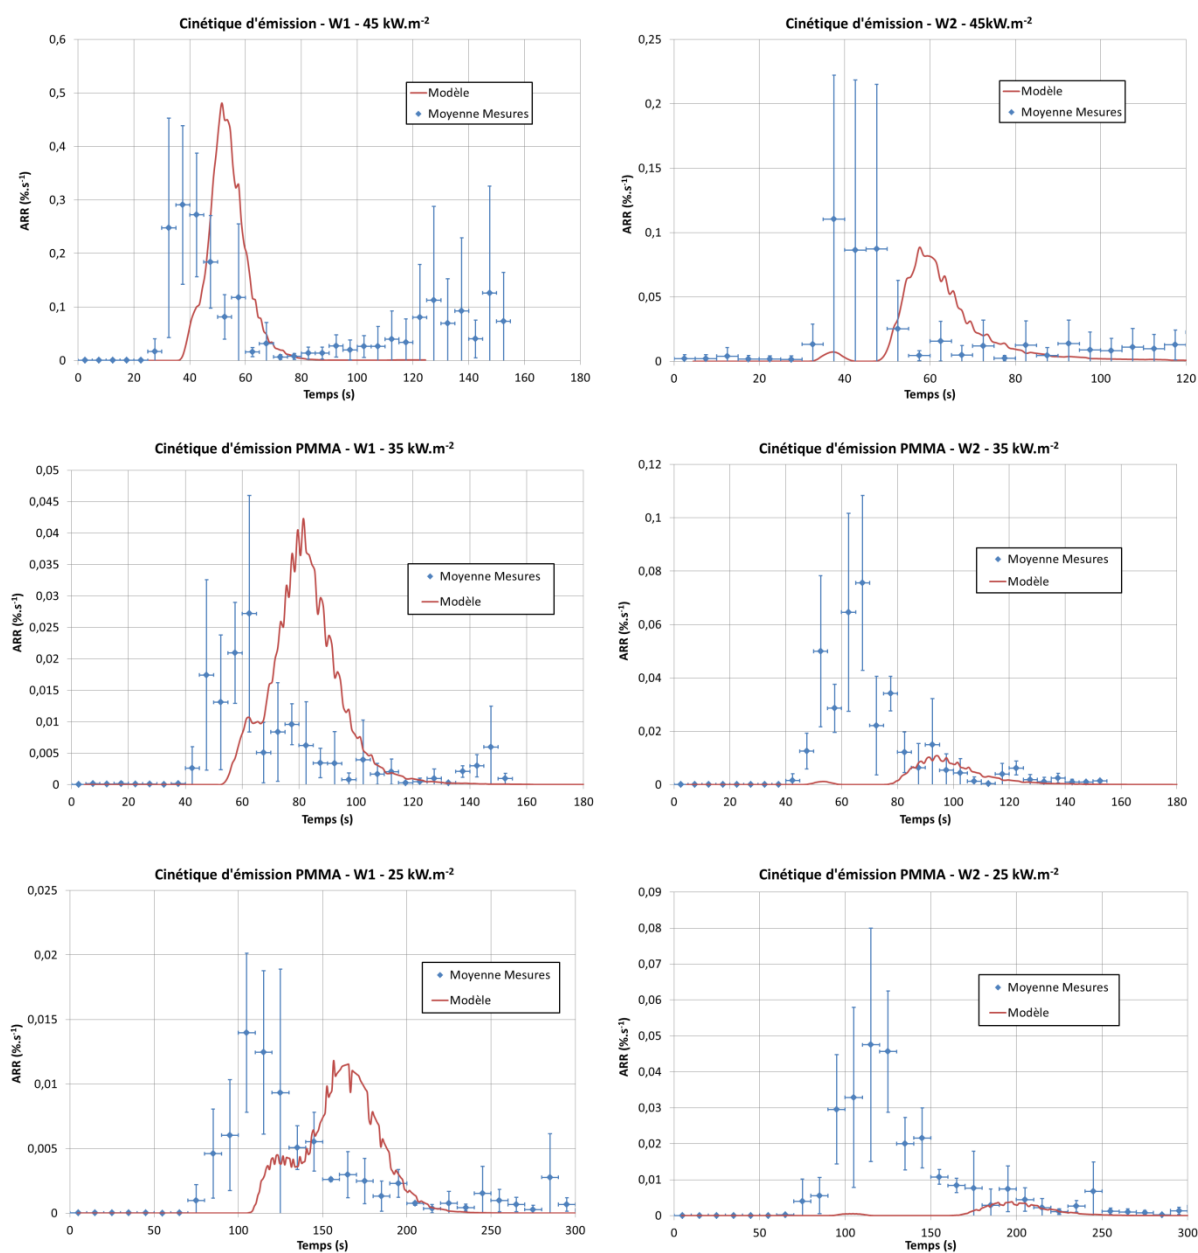 Cinétique d'émission - W1 - 45 kW.m-2
0,6
0,5
0,4
0,3
0,2
0,1
0
ARR (%.s-1)
Modèle
Moyenne Mesures
0 20 40 60 80 100 120 140 160 180
Temps (s)
Cinétique d'émission - W2 - 45kW.m-2
0,25
0,2
0,15
0,1
0,05
0
ARR (%.s-1)
Modèle
Moyenne Mesures
0 20 40 60 80 100 120
Temps (s)
Cinétique d'émission PMMA - W1 - 35 kW.m-2
0,05
0,045
0,04
0,035
0,03
0,025
0,02
0,015
0,01
0,005
0
ARR (%.s-1)
Moyenne Mesures
Modèle
0 20 40 60 80 100 120 140 160 180
Temps (s)
Cinétique d'émission PMMA - W2 - 35 kW.m-2
0,12
0,1
0,08
0,06
0,04
0,02
0
ARR (%.s-1)
Moyenne Mesures
Modèle
0 20 40 60 80 100 120 140 160 180
Temps (s)
Cinétique d'émission PMMA - W1 - 25 kW.m-2
0,025
0,02
0,015
0,01
0,005
0
ARR (%.s-1)
Moyenne Mesures
Modèle
0 50 100 150 200 250 300
Temps (s)
Cinétique d'émission PMMA - W2 - 25 kW.m-2
0,09
0,08
0,07
0,06
0,05
0,04
0,03
0,02
0,01
0
ARR (%.s-1)
Moyenne Mesures
Modèle
0 50 100 150 200 250 300
Temps (s)